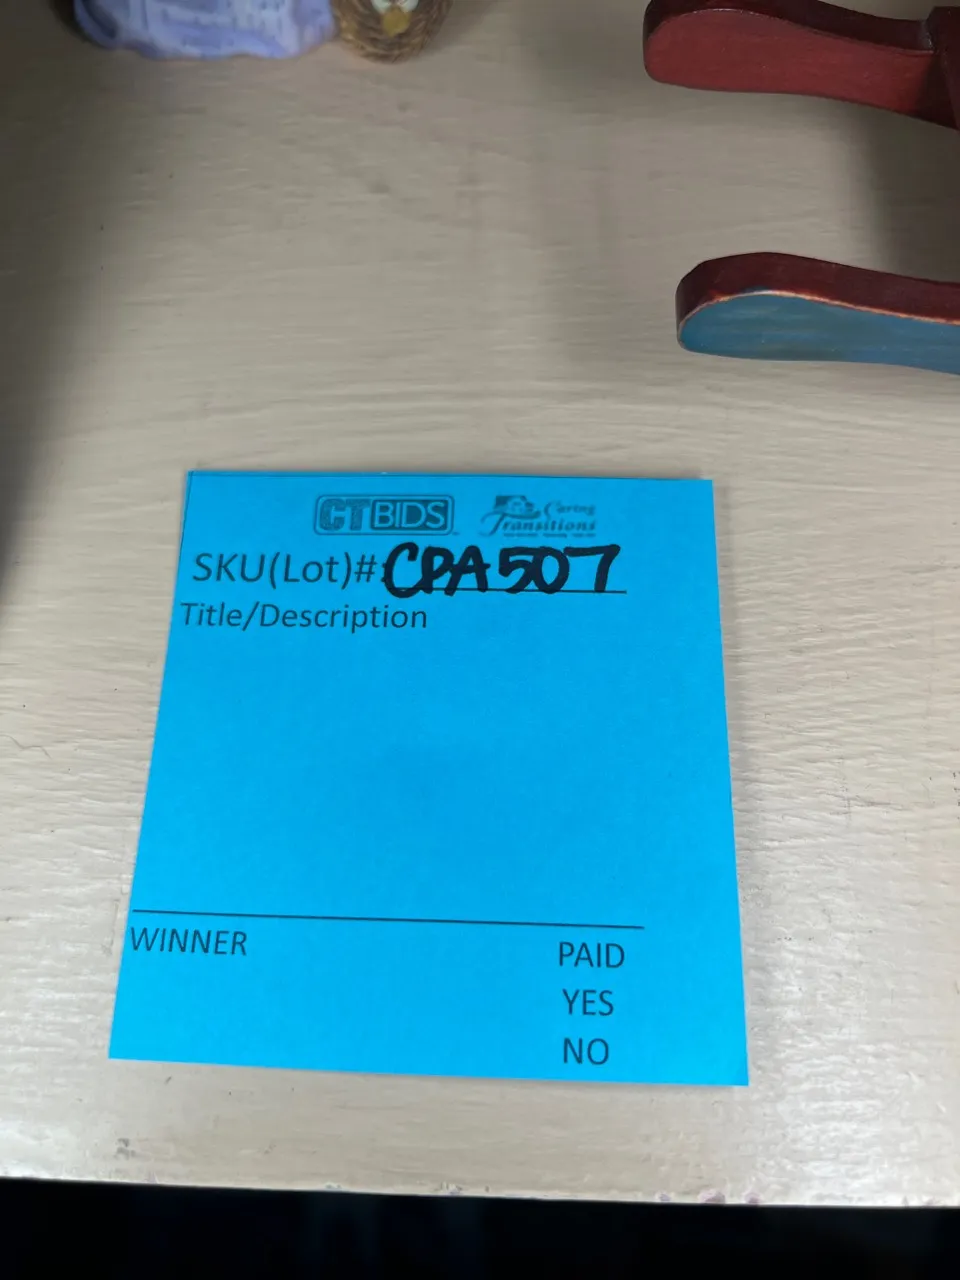 CTBIDS
Caring Transitions
SKU(Lot)# CPA507
Title/Description
WINNER
PAID
YES
NO